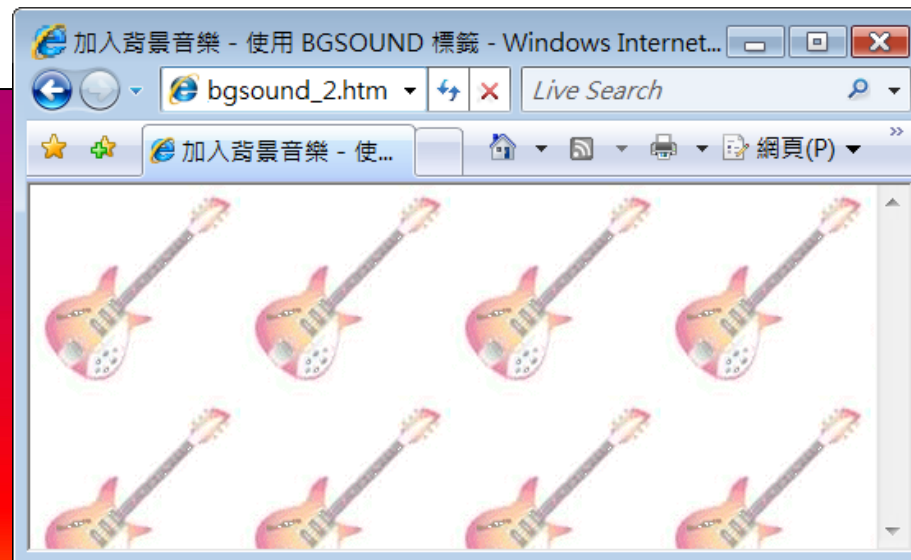 加入背景音樂 - 使用 BGSOUND 標籤 - Windows Internet...
bgsound_2.htm
Live Search
加入背景音樂 - 使...
網頁(P)